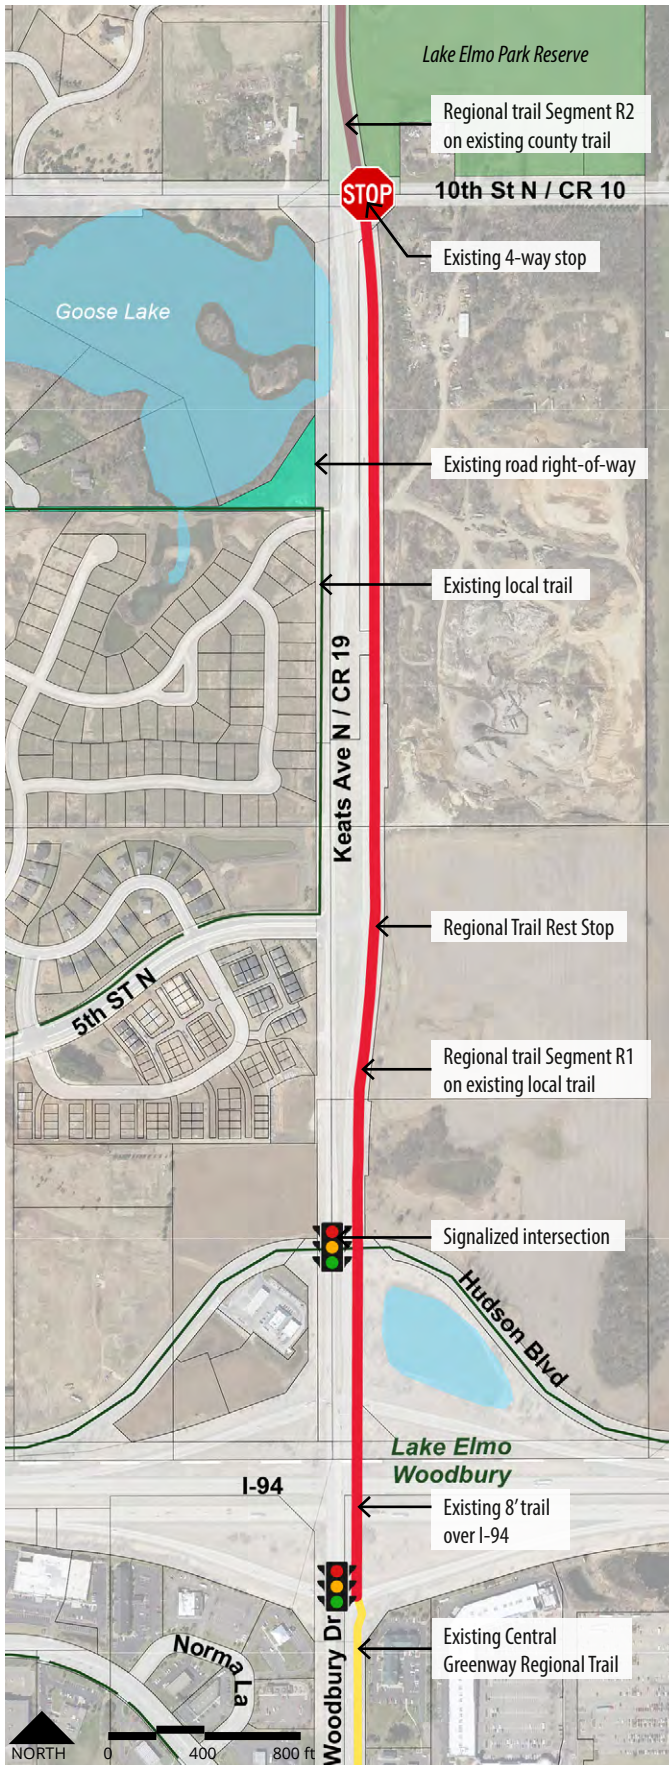 Lake Elmo Park Reserve
Regional trail Segment R2
on existing county trail
STOP
10th St N / CR 10
Existing 4-way stop
Goose Lake
Existing road right-of-way
Existing local trail
Keats Ave N / CR 19
Regional Trail Rest Stop
5th ST N
Regional trail Segment R1
on existing local trail
Signalized intersection
Hudson Blvd
Lake Elmo
Woodbury
I-94
Existing 8' trail
over I-94
Existing Central
Greenway Regional Trail
Norma La
Woodbury Dr
NORTH
0 400 800 ft